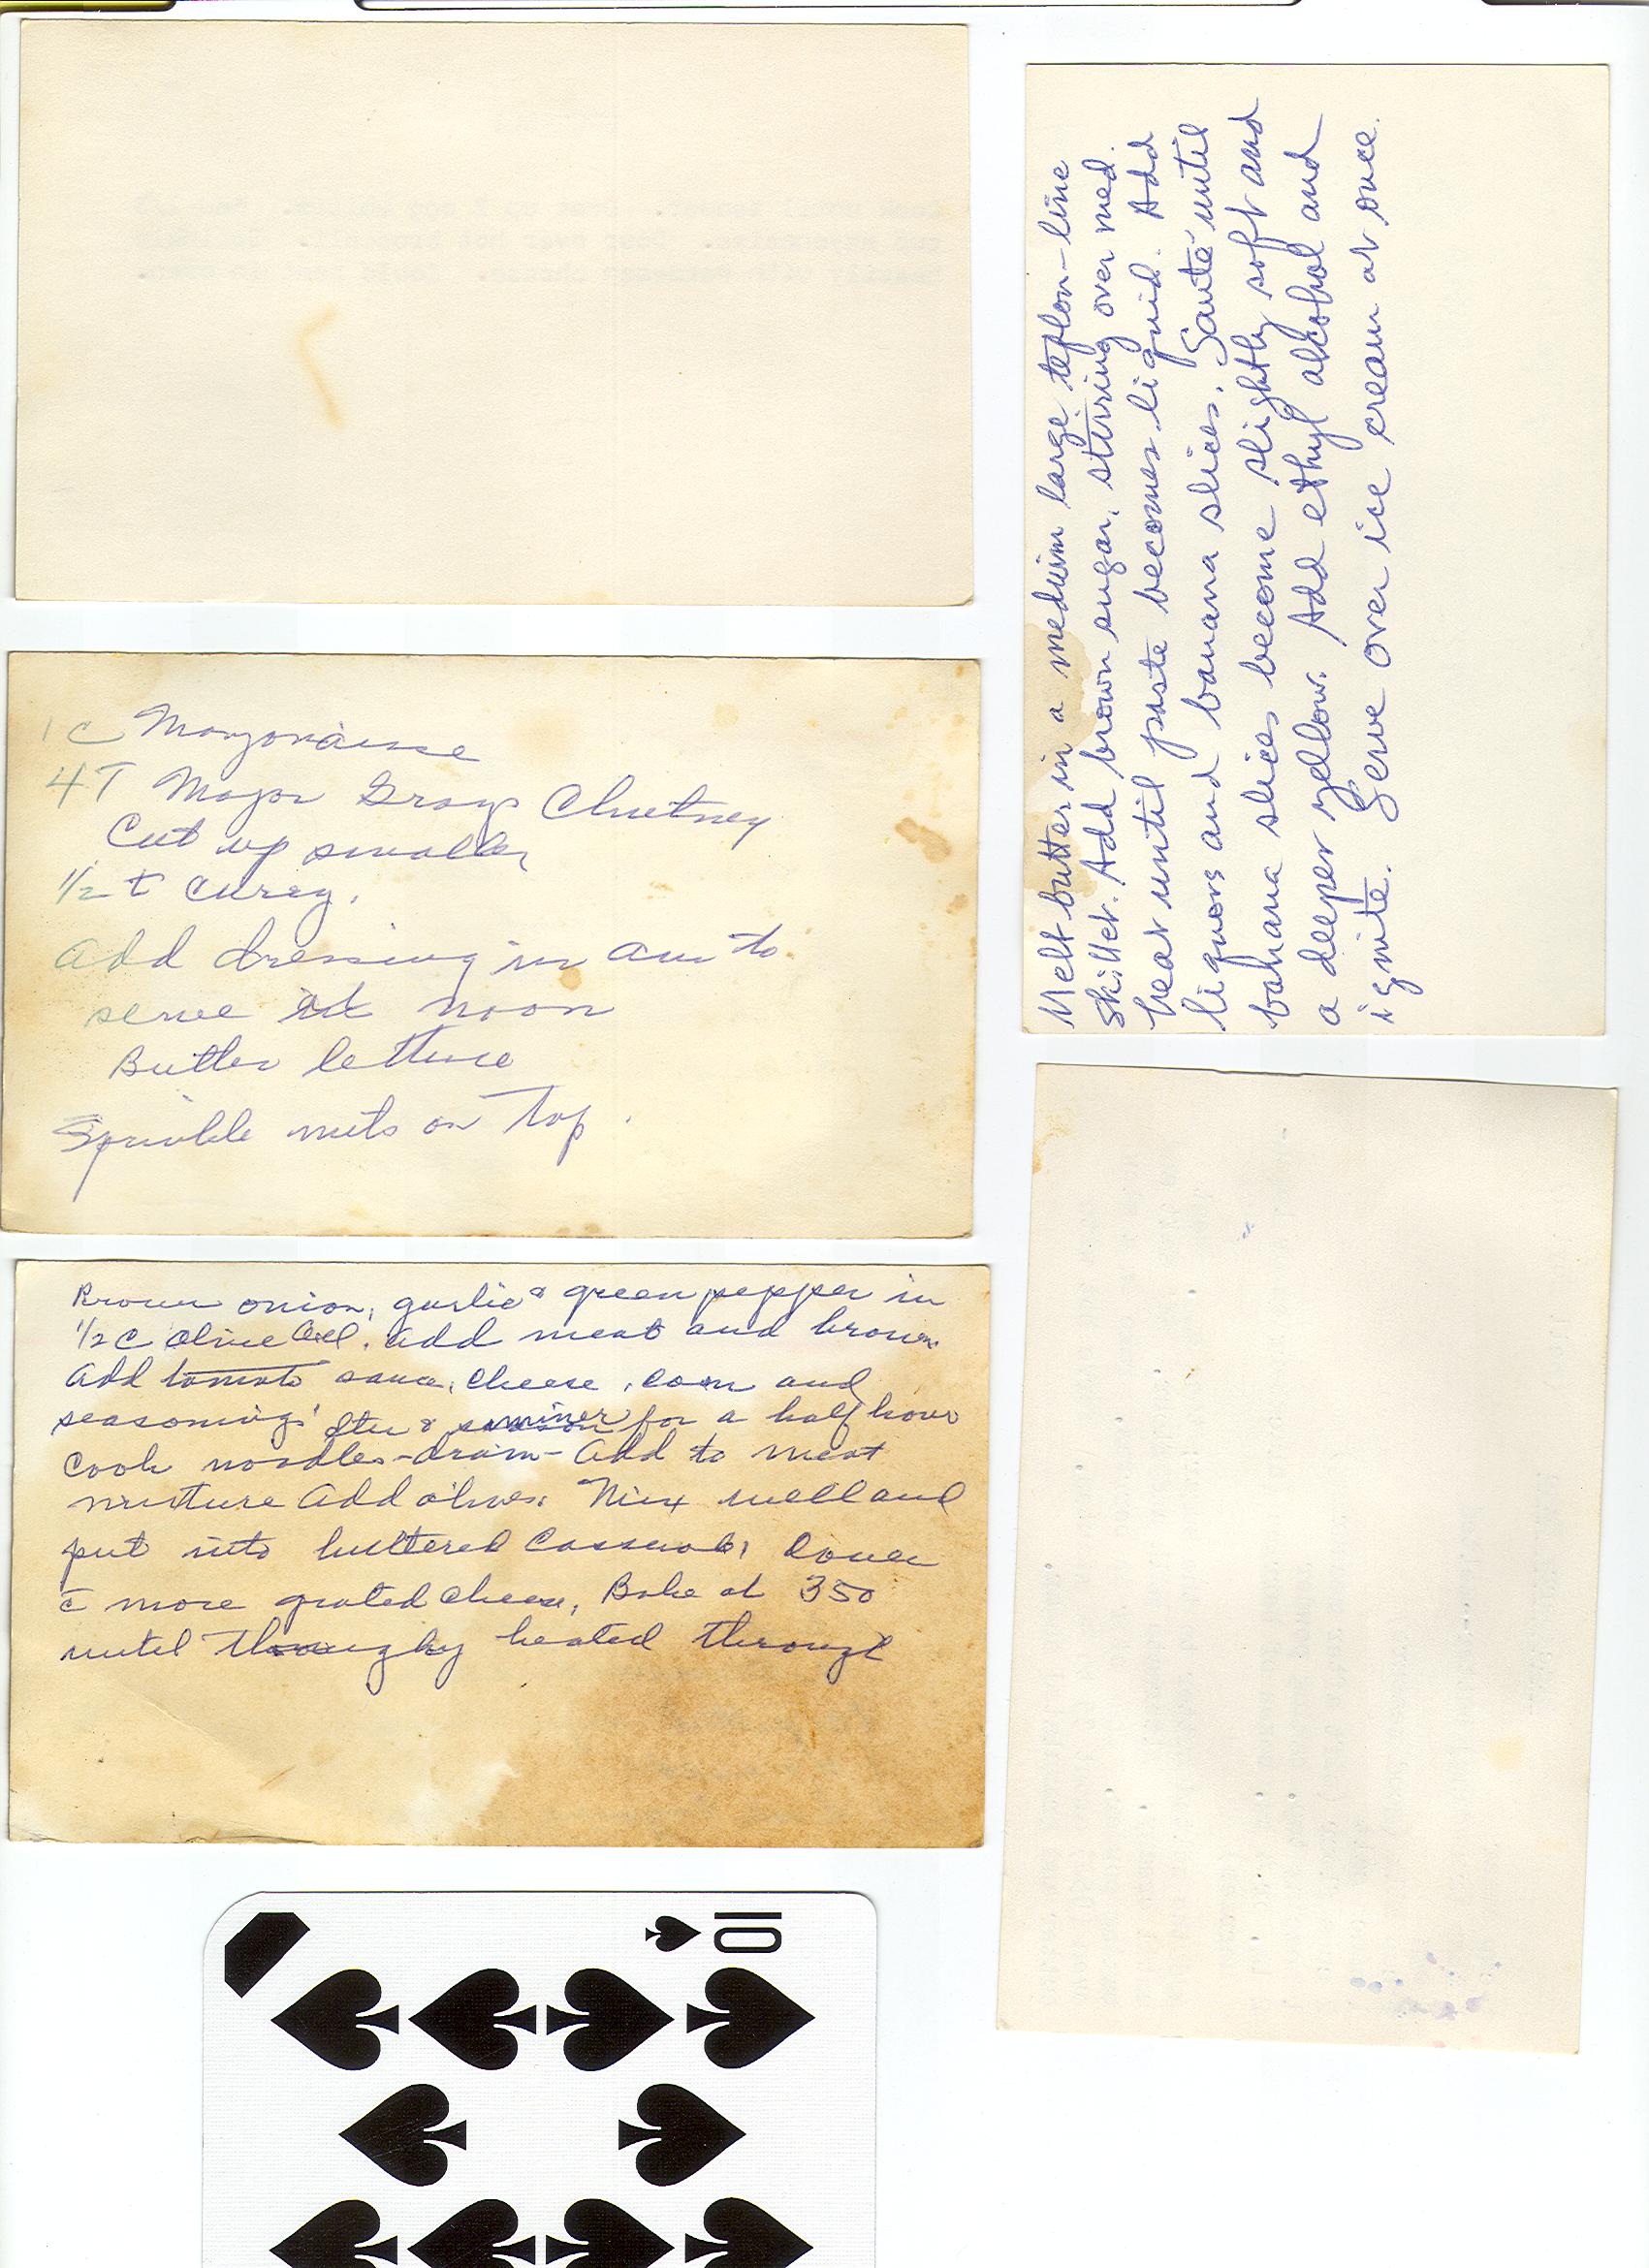 1 C Mayonaisse
4 T Major Grays Chutney
Cut up smaller
1/2 t Curry.
Add dressing in am to
serve at noon
Butter lettuce
Sprinkle nuts on Top.
Brown onion, garlic & green pepper in
1/2 C Olive Oil. Add meat and brown
Add tomato sauce, cheese, corn and
seasonings Stir & simmer for a half hour
Cook noodles - drain - Add to meat
mixture Add olives. Mix well and
put into buttered Casserole, Cover
c̄ more grated cheese, Bake at 350
until heated through
Melt butter in a medium large teflon-line
skillet. Add brown sugar, stirring over med.
heat until paste becomes liquid. Add
liquors and banana slices. Sauté until
banana slices become slightly soft and
a deeper yellow. Add ethyl alcohol and
ignite. Serve over ice cream at once.
10